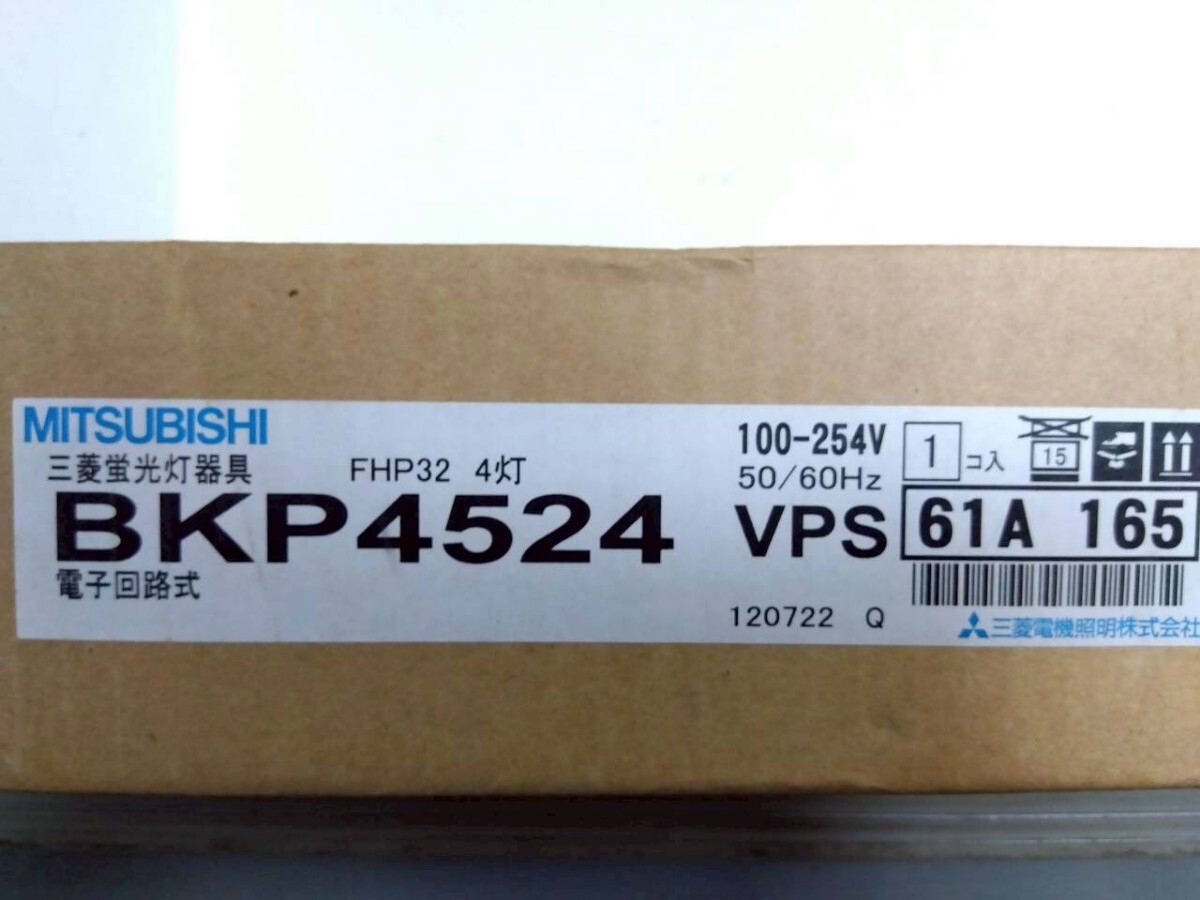 MITSUBISHI
三菱蛍光灯器具 FHP32 4灯
BKP4524
電子回路式
100-254V
50/60Hz
VPS
120722 Q
1 コ入
15
61A 165
三菱電機照明株式会社